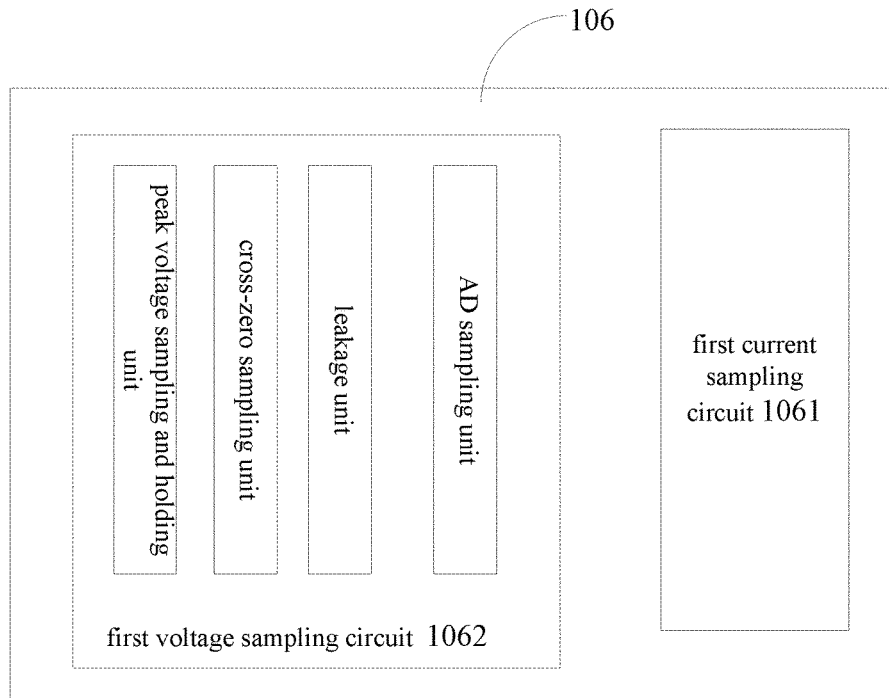 106
peak voltage sampling and holding
unit
cross-zero sampling unit
leakage unit
AD sampling unit
first current
sampling
circuit 1061
first voltage sampling circuit 1062